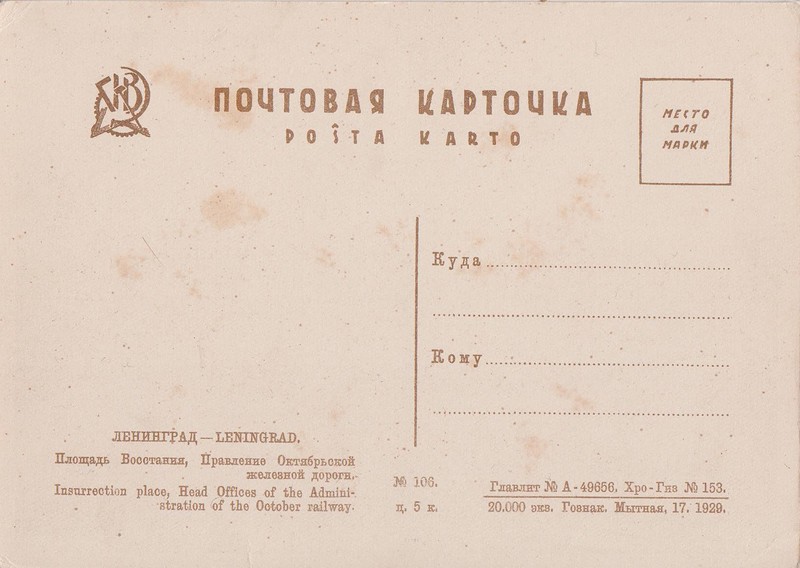 ПОЧТОВАЯ КАРТОЧКА
POŜTA KARTO
МЕСТО
ДЛЯ
МАРКИ
Куда
Кому
ЛЕНИНГРАД — LENINGRAD.
Площадь Восстания, Правление Октябрьской
железной дороги.
Insurrection place, Head Offices of the Admini-
stration of the October railway.
№ 106.
ц. 5 к.
Главлит № А - 49656. Хро-Гиз № 153.
20.000 экз. Гознак. Мытная, 17. 1929.